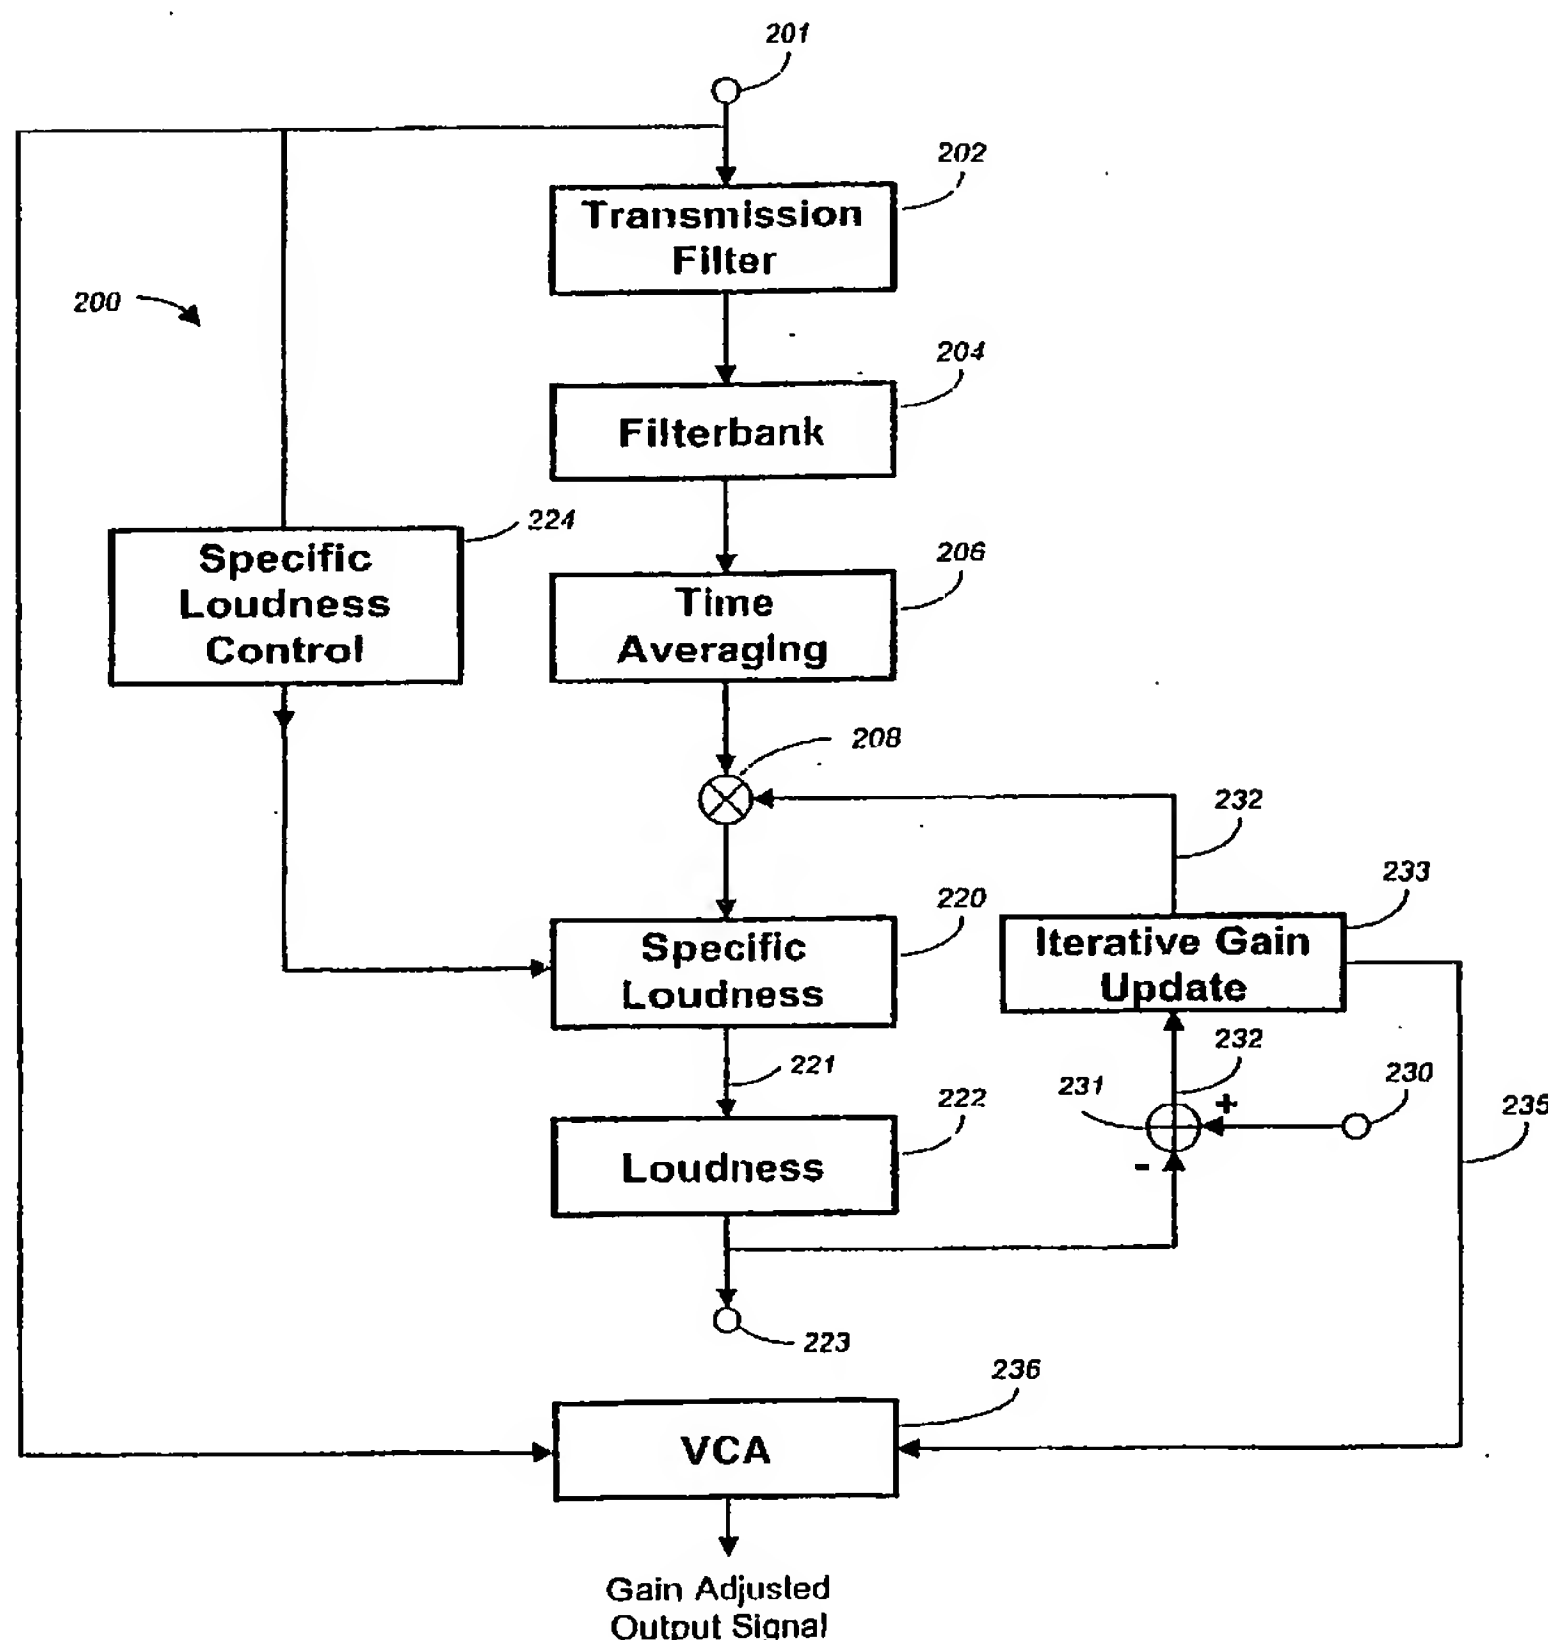 201
202
Transmission
Filter
200
204
Filterbank
224
Specific
Loudness
Control
206
Time
Averaging
208
232
233
220
Specific
Loudness
Iterative Gain
Update
221
232
231
+
230
235
222
-
Loudness
223
236
VCA
Gain Adjusted
Output Signal